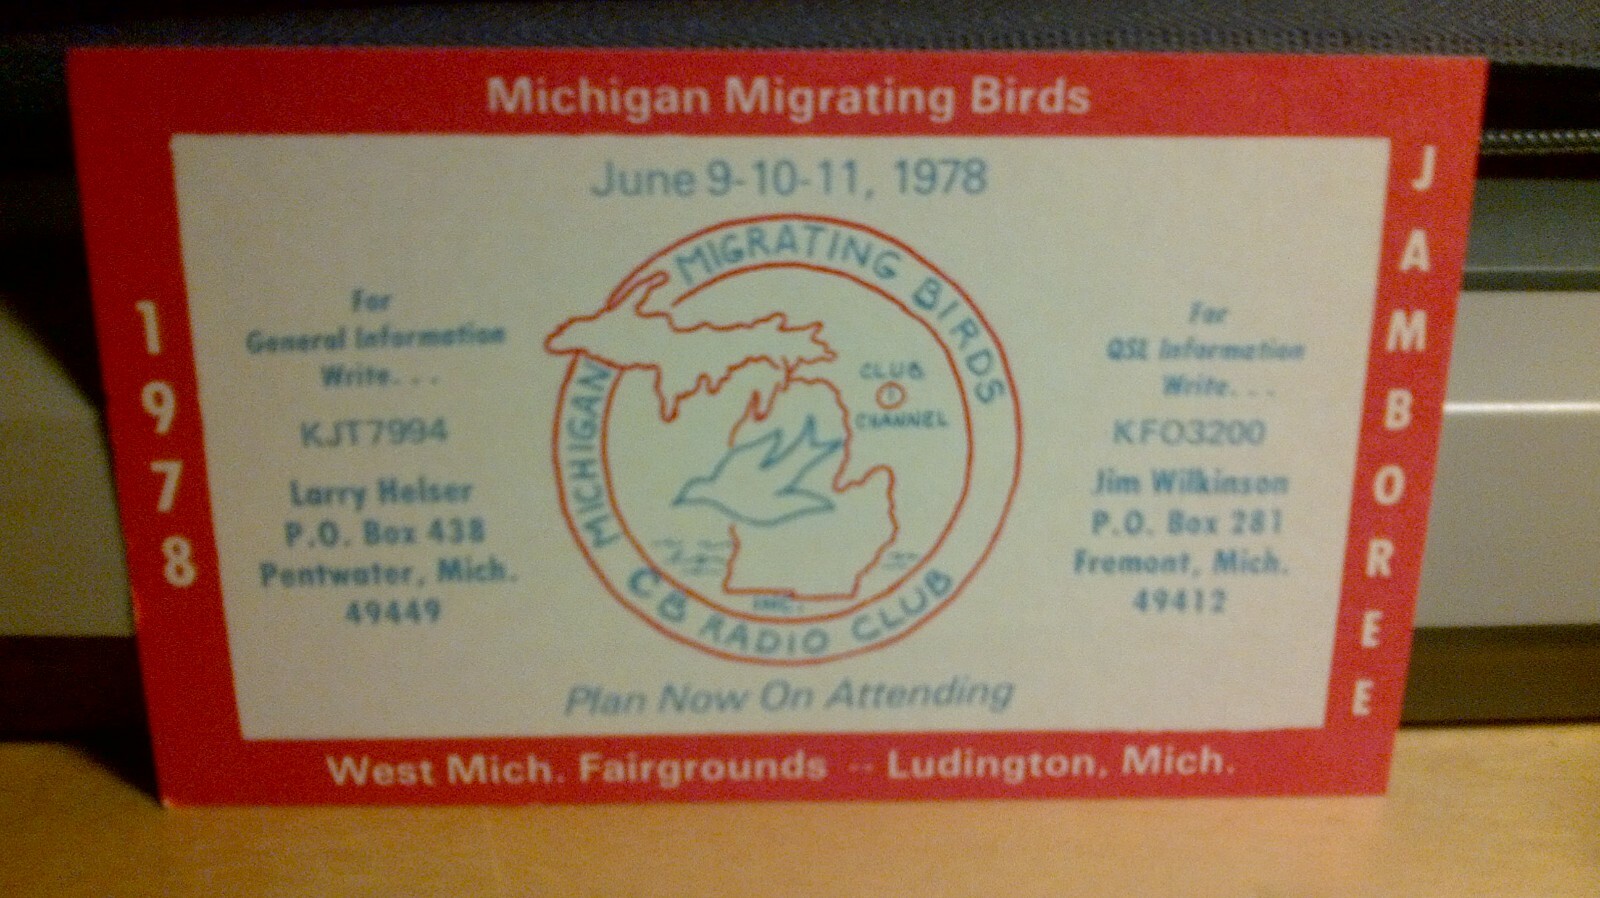 Michigan Migrating Birds
1978
JAMBOREE
June 9-10-11, 1978
For
General Information
Write. . .
KJT7994
Larry Helser
P.O. Box 438
Pentwater, Mich.
49449
MICHIGAN MIGRATING BIRDS
CLUB
1
CHANNEL
INC.
CB RADIO CLUB
For
QSL Information
Write. . .
KFO3200
Jim Wilkinson
P.O. Box 281
Fremont, Mich.
49412
Plan Now On Attending
West Mich. Fairgrounds -- Ludington, Mich.